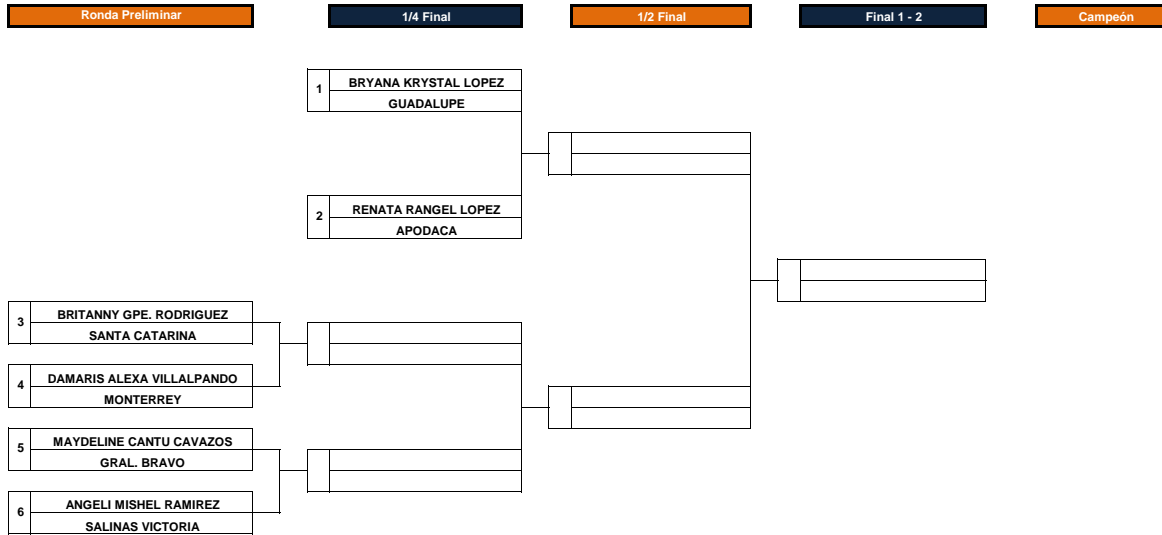 Ronda Preliminar
1/4 Final
1/2 Final
Final 1 - 2
Campeón
1
BRYANA KRYSTAL LOPEZ
GUADALUPE
2
RENATA RANGEL LOPEZ
APODACA
3
BRITANNY GPE. RODRIGUEZ
SANTA CATARINA
4
DAMARIS ALEXA VILLALPANDO
MONTERREY
5
MAYDELINE CANTU CAVAZOS
GRAL. BRAVO
6
ANGELI MISHEL RAMIREZ
SALINAS VICTORIA